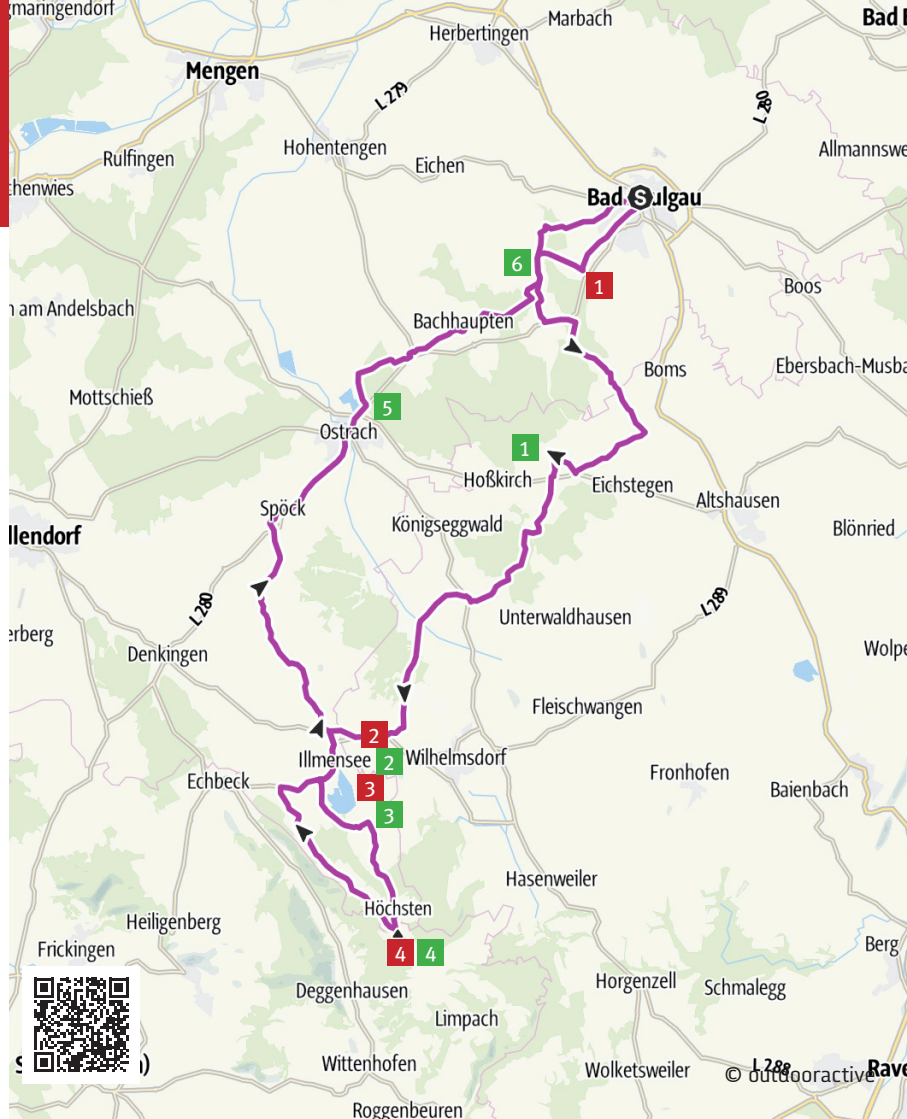 gmaringendorf
Marbach
Bad
Herbertingen
Mengen
L 279
L 280
Hohentengen
Allmannswe
Rulfingen
Eichen
chenwies
Bad S ulgau
6
1
Boos
n am Andelsbach
Bachhaupten
Boms
Ebersbach-Musba
Mottschieß
5
Ostrach
1
Hoßkirch
Eichstegen
Altshausen
Spöck
Königseggwald
Blönried
llendorf
L 280
L 289
Unterwaldhausen
erberg
Denkingen
Wolpe
Fleischwangen
2
Illmensee
2
Wilhelmsdorf
Fronhofen
Echbeck
3
Baienbach
3
Hasenweiler
Höchsten
Heiligenberg
Frickingen
4
4
Berg
Horgenzell
Deggenhausen
Schmalegg
Limpach
Wittenhofen
Wolketsweiler
L 288
Rave
© outdooractive
Roggenbeuren